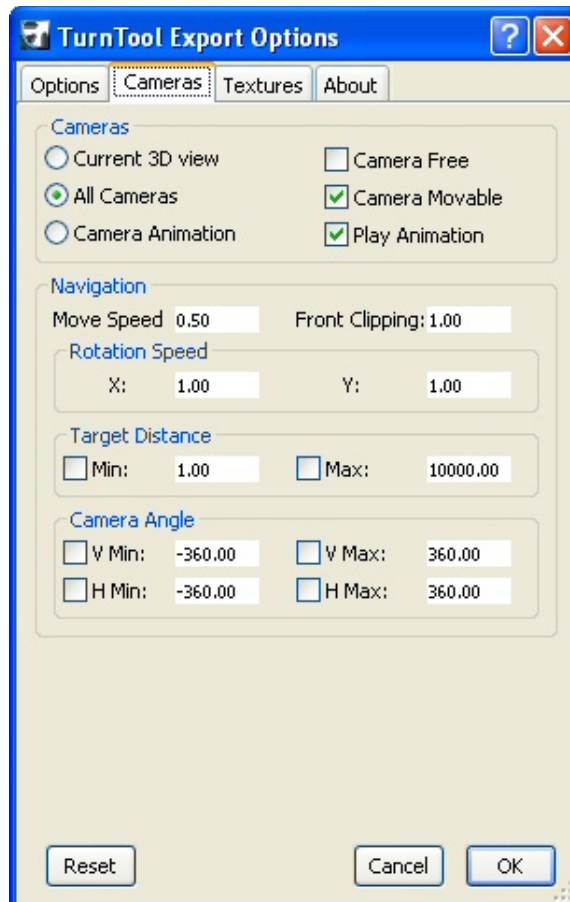 TurnTool Export Options
Options Cameras Textures About
Cameras
Current 3D view Camera Free
All Cameras Camera Movable
Camera Animation Play Animation
Navigation
Move Speed 0.50 Front Clipping: 1.00
Rotation Speed
X: 1.00 Y: 1.00
Target Distance
Min: 1.00 Max: 10000.00
Camera Angle
V Min: -360.00 V Max: 360.00
H Min: -360.00 H Max: 360.00
Reset Cancel OK